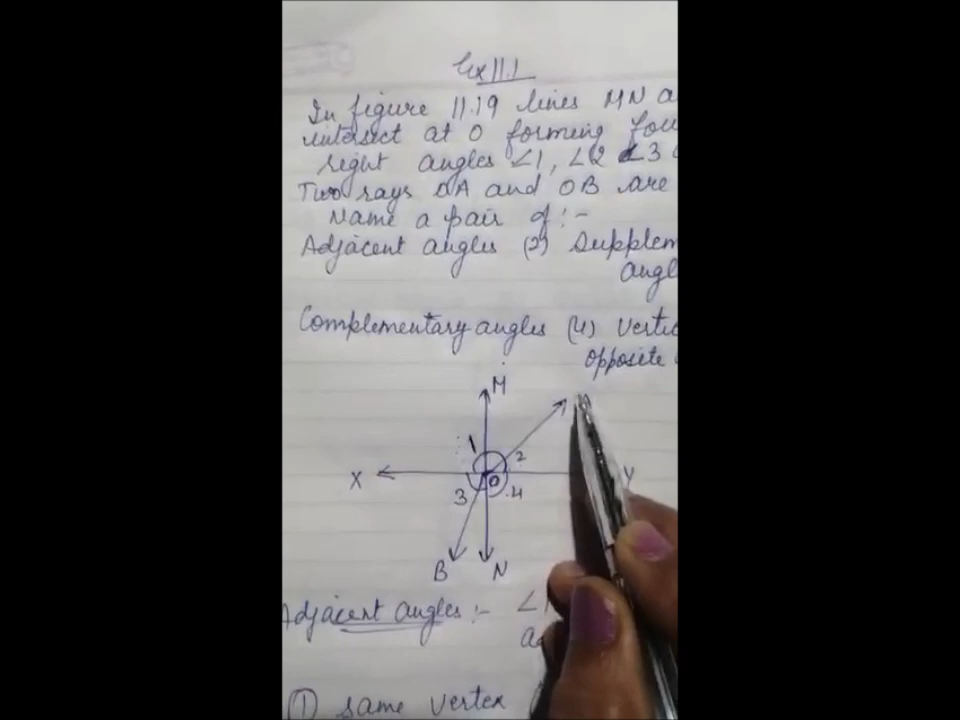 Ex 11.1
In figure 11.19 lines MN a
intersect at O forming fou
right angles ∠1, ∠2 ∠3
Two rays OA and OB are
Name a pair of :-
Adjacent angles (2) Supplem
angl
Complementary angles (4) Vertic
opposite
M
1
2
X
O
Y
3
4
B
N
Adjacent angles :- ∠1
① same vertex